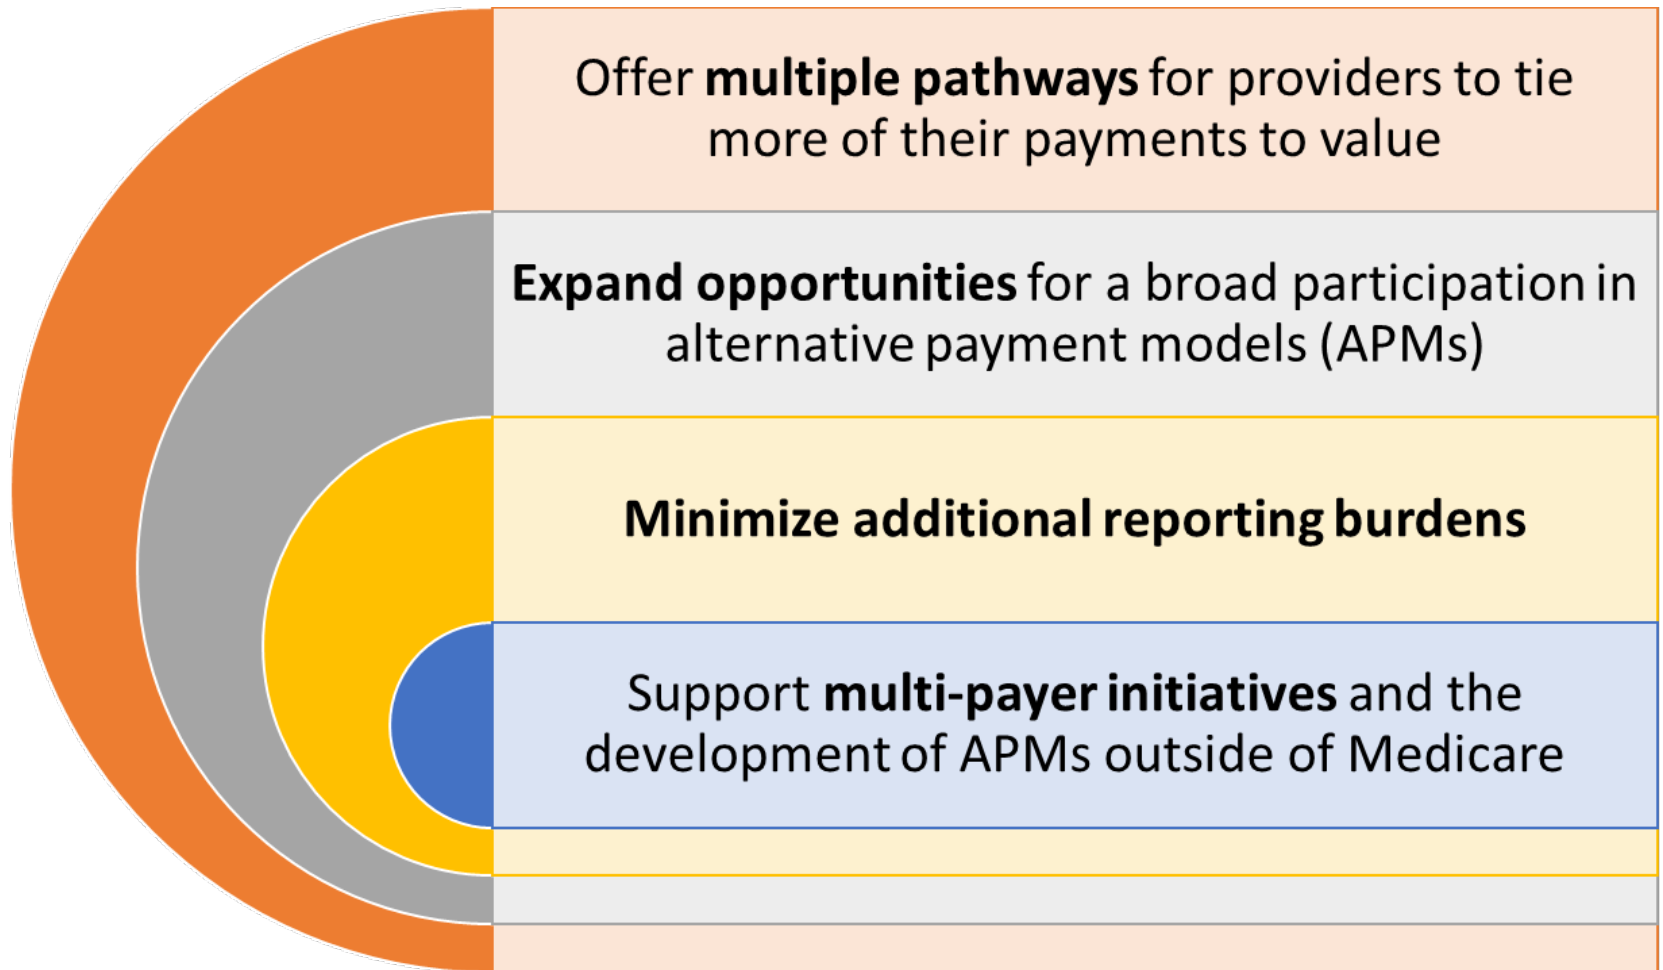 Offer multiple pathways for providers to tie
more of their payments to value
Expand opportunities for a broad participation in
alternative payment models (APMs)
Minimize additional reporting burdens
Support multi-payer initiatives and the
development of APMs outside of Medicare